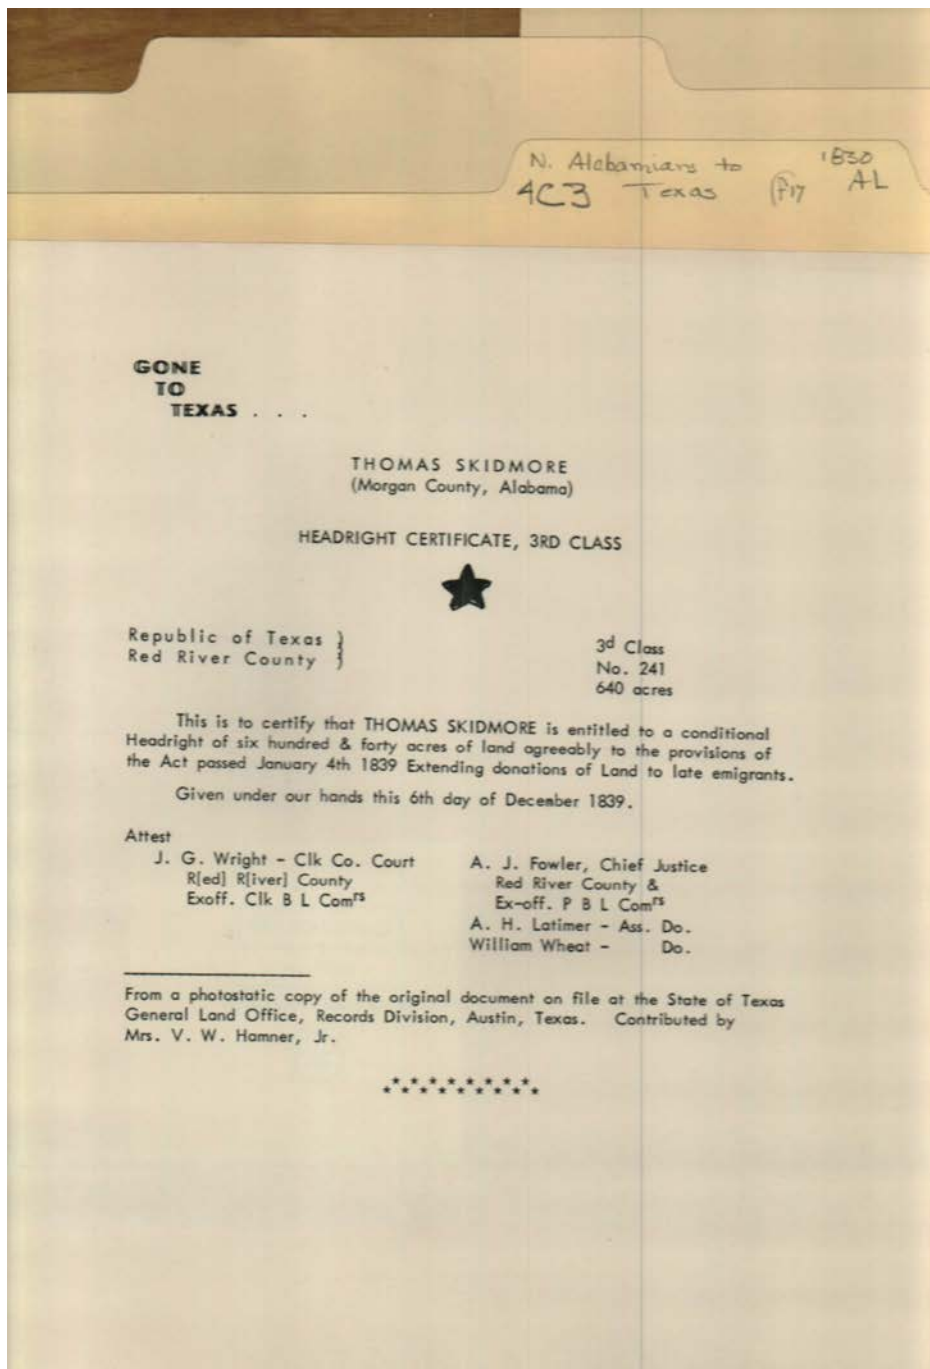 N. Alabamians to 1830
4C3 Texas F17 AL
GONE
TO
TEXAS . . .
THOMAS SKIDMORE
(Morgan County, Alabama)
HEADRIGHT CERTIFICATE, 3RD CLASS
Republic of Texas }
Red River County }
3d Class
No. 241
640 acres
This is to certify that THOMAS SKIDMORE is entitled to a conditional
Headright of six hundred & forty acres of land agreeably to the provisions of
the Act passed January 4th 1839 Extending donations of Land to late emigrants.
Given under our hands this 6th day of December 1839.
Attest
J. G. Wright - Clk Co. Court
R[ed] R[iver] County
Exoff. Clk B L Comrs
A. J. Fowler, Chief Justice
Red River County &
Ex-off. P B L Comrs
A. H. Latimer - Ass. Do.
William Wheat - Do.
From a photostatic copy of the original document on file at the State of Texas
General Land Office, Records Division, Austin, Texas. Contributed by
Mrs. V. W. Hamner, Jr.